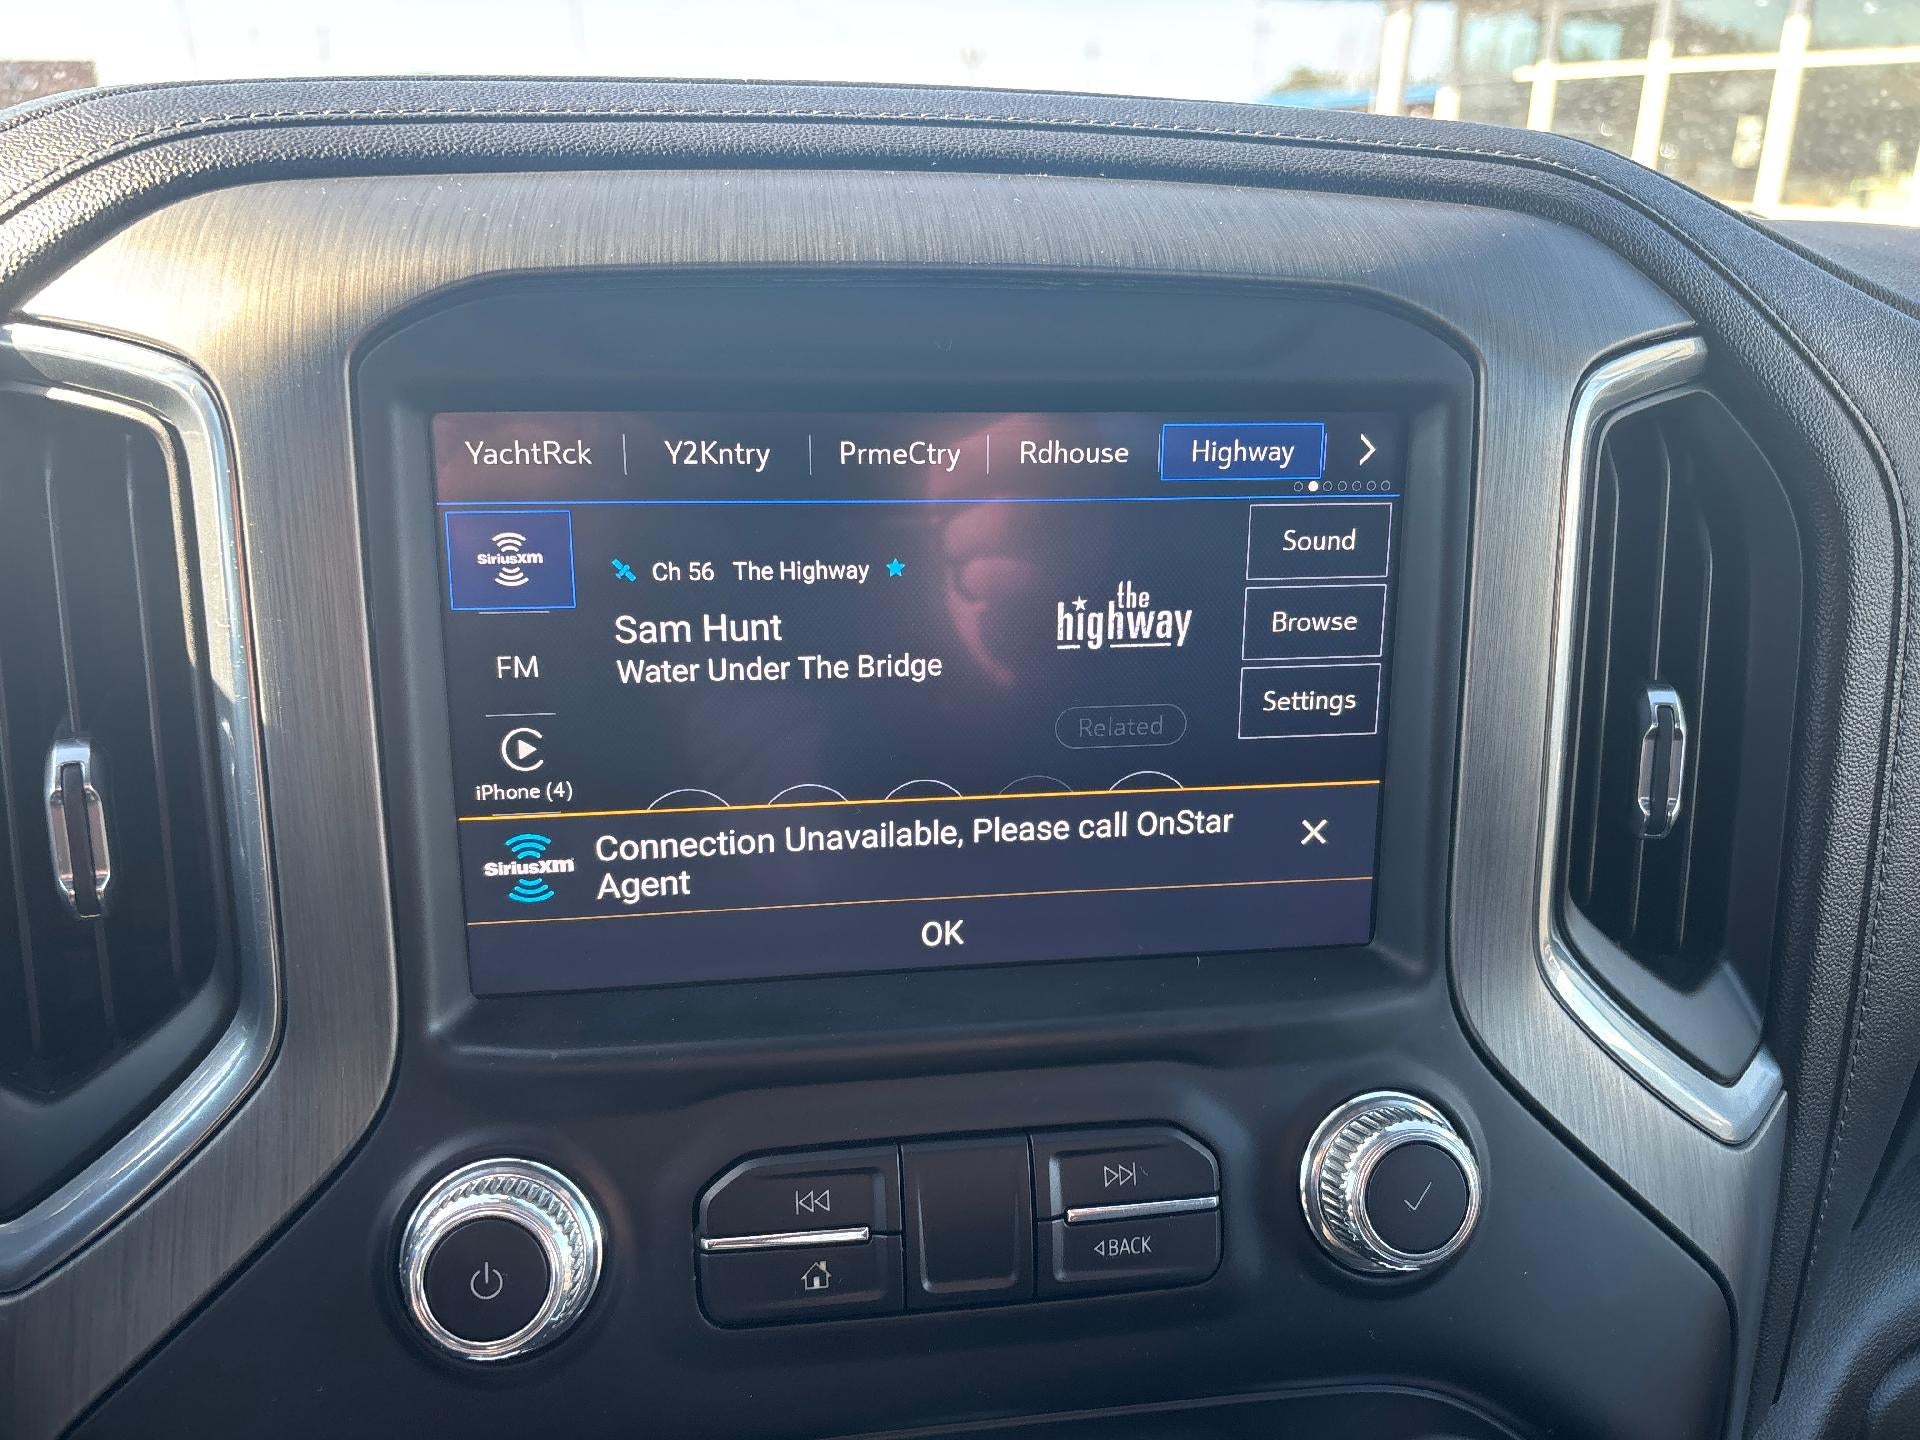 YachtRck
Y2Kntry
PrmeCtry
Rdhouse
Highway
SiriusXM
Ch 56 The Highway
Sam Hunt
Water Under The Bridge
the
highway
Related
Sound
Browse
Settings
FM
iPhone (4)
SiriusXM
Connection Unavailable, Please call OnStar
Agent
OK
BACK